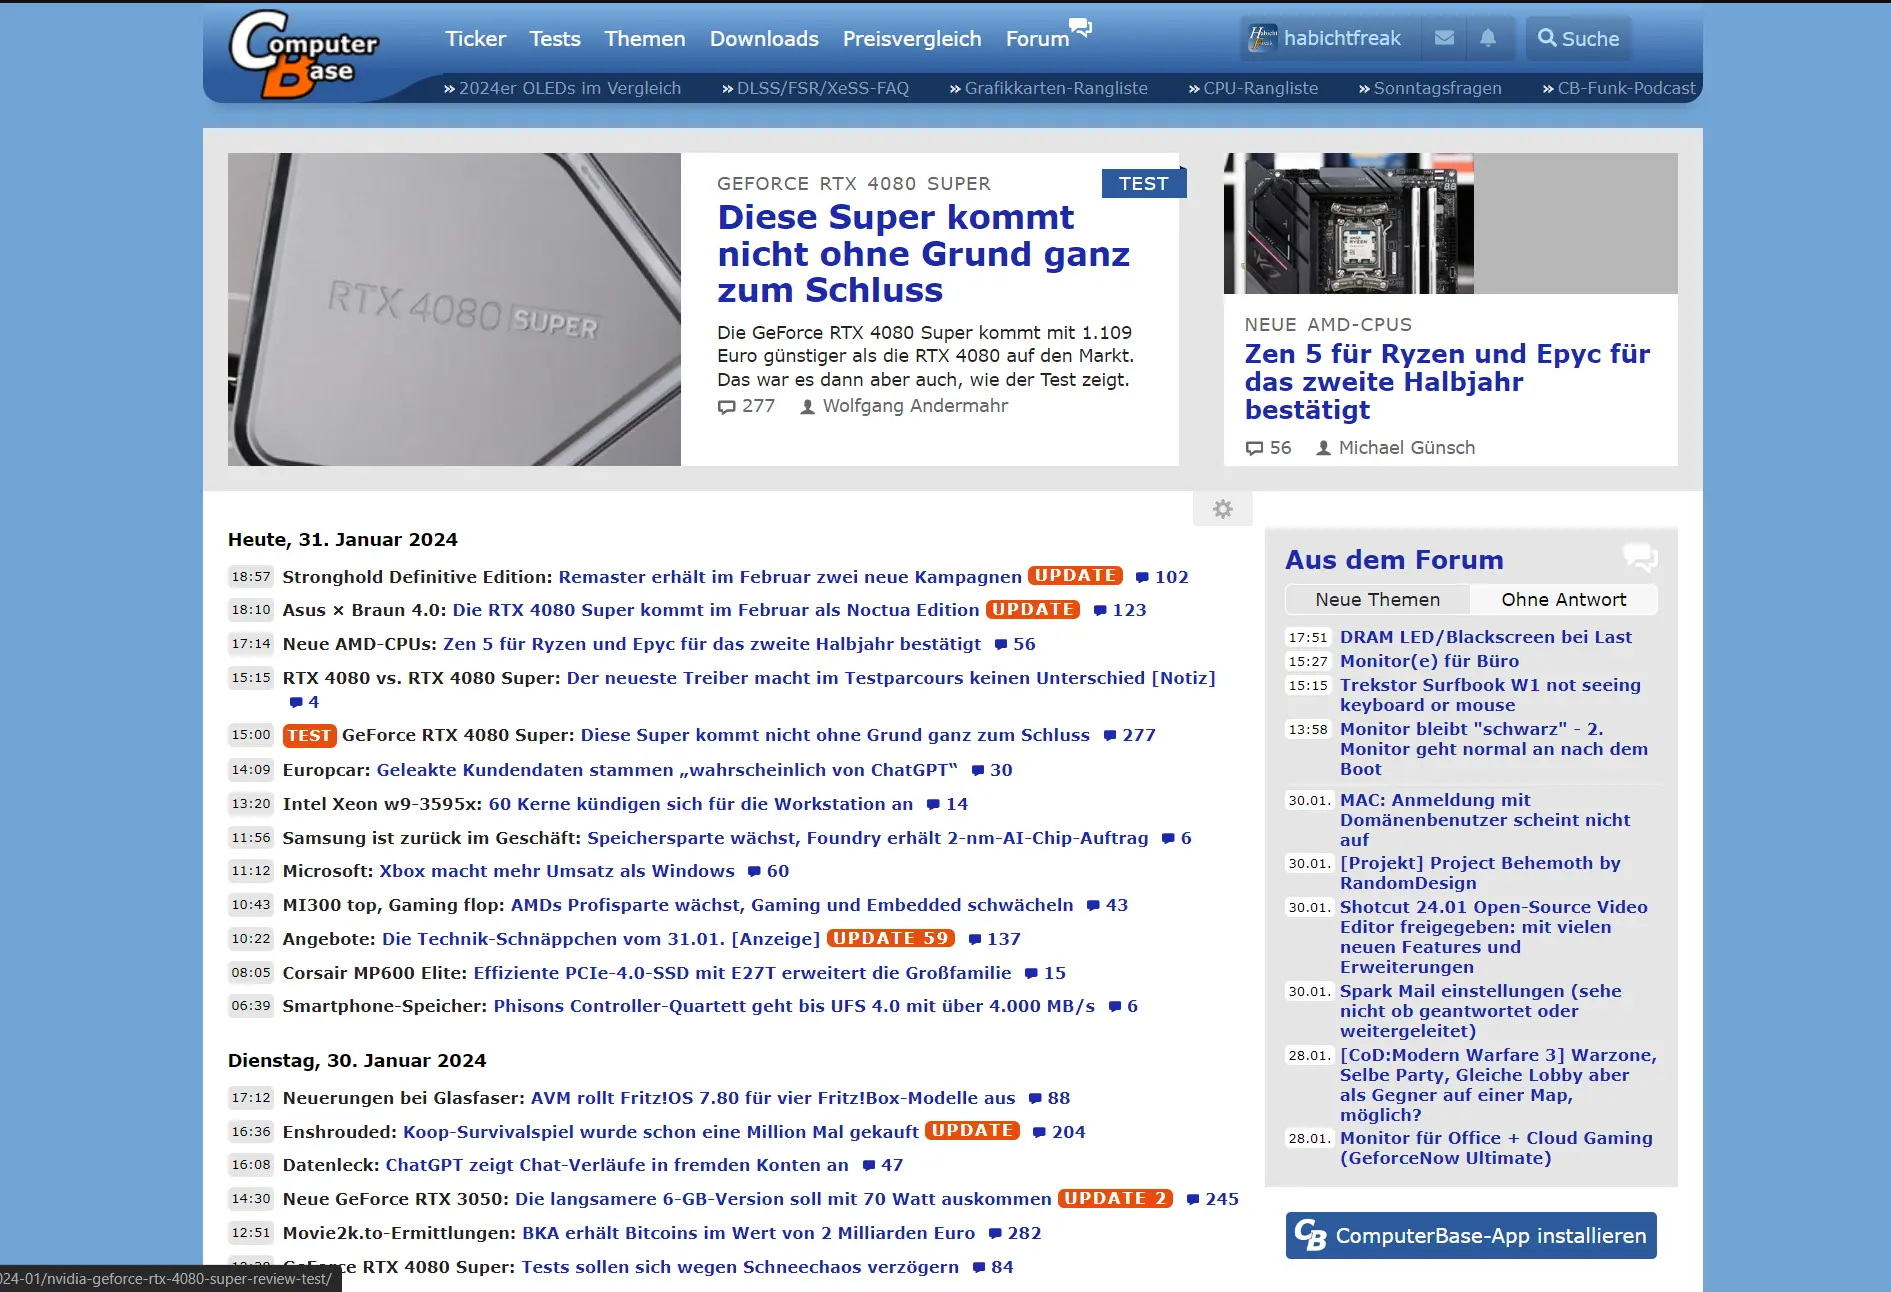 Computer Base
Ticker Tests Themen Downloads Preisvergleich Forum
habichtfreak Suche
» 2024er OLEDs im Vergleich » DLSS/FSR/XeSS-FAQ » Grafikkarten-Rangliste » CPU-Rangliste » Sonntagsfragen » CB-Funk-Podcast
RTX 4080 SUPER
GEFORCE RTX 4080 SUPER
TEST
Diese Super kommt
nicht ohne Grund ganz
zum Schluss
Die GeForce RTX 4080 Super kommt mit 1.109
Euro günstiger als die RTX 4080 auf den Markt.
Das war es dann aber auch, wie der Test zeigt.
277 Wolfgang Andermahr
RYZEN
NEUE AMD-CPUS
Zen 5 für Ryzen und Epyc für
das zweite Halbjahr
bestätigt
56 Michael Günsch
Heute, 31. Januar 2024
18:57 Stronghold Definitive Edition: Remaster erhält im Februar zwei neue Kampagnen UPDATE 102
18:10 Asus × Braun 4.0: Die RTX 4080 Super kommt im Februar als Noctua Edition UPDATE 123
17:14 Neue AMD-CPUs: Zen 5 für Ryzen und Epyc für das zweite Halbjahr bestätigt 56
15:15 RTX 4080 vs. RTX 4080 Super: Der neueste Treiber macht im Testparcours keinen Unterschied [Notiz]
4
15:00 TEST GeForce RTX 4080 Super: Diese Super kommt nicht ohne Grund ganz zum Schluss 277
14:09 Europcar: Geleakte Kundendaten stammen „wahrscheinlich von ChatGPT“ 30
13:20 Intel Xeon w9-3595x: 60 Kerne kündigen sich für die Workstation an 14
11:56 Samsung ist zurück im Geschäft: Speichersparte wächst, Foundry erhält 2-nm-AI-Chip-Auftrag 6
11:12 Microsoft: Xbox macht mehr Umsatz als Windows 60
10:43 MI300 top, Gaming flop: AMDs Profisparte wächst, Gaming und Embedded schwächeln 43
10:22 Angebote: Die Technik-Schnäppchen vom 31.01. [Anzeige] UPDATE 59 137
08:05 Corsair MP600 Elite: Effiziente PCIe-4.0-SSD mit E27T erweitert die Großfamilie 15
06:39 Smartphone-Speicher: Phisons Controller-Quartett geht bis UFS 4.0 mit über 4.000 MB/s 6
Dienstag, 30. Januar 2024
17:12 Neuerungen bei Glasfaser: AVM rollt Fritz!OS 7.80 für vier Fritz!Box-Modelle aus 88
16:36 Enshrouded: Koop-Survivalspiel wurde schon eine Million Mal gekauft UPDATE 204
16:08 Datenleck: ChatGPT zeigt Chat-Verläufe in fremden Konten an 47
14:30 Neue GeForce RTX 3050: Die langsamere 6-GB-Version soll mit 70 Watt auskommen UPDATE 2 245
12:51 Movie2k.to-Ermittlungen: BKA erhält Bitcoins im Wert von 2 Milliarden Euro 282
GeForce RTX 4080 Super: Tests sollen sich wegen Schneechaos verzögern 84
024-01/nvidia-geforce-rtx-4080-super-review-test/
Aus dem Forum
Neue Themen Ohne Antwort
17:51 DRAM LED/Blackscreen bei Last
15:27 Monitor(e) für Büro
15:15 Trekstor Surfbook W1 not seeing
keyboard or mouse
13:58 Monitor bleibt "schwarz" - 2.
Monitor geht normal an nach dem
Boot
30.01. MAC: Anmeldung mit
Domänenbenutzer scheint nicht
auf
30.01. [Projekt] Project Behemoth by
RandomDesign
30.01. Shotcut 24.01 Open-Source Video
Editor freigegeben: mit vielen
neuen Features und
Erweiterungen
30.01. Spark Mail einstellungen (sehe
nicht ob geantwortet oder
weitergeleitet)
28.01. [CoD:Modern Warfare 3] Warzone,
Selbe Party, Gleiche Lobby aber
als Gegner auf einer Map,
möglich?
28.01. Monitor für Office + Cloud Gaming
(GeforceNow Ultimate)
CB ComputerBase-App installieren